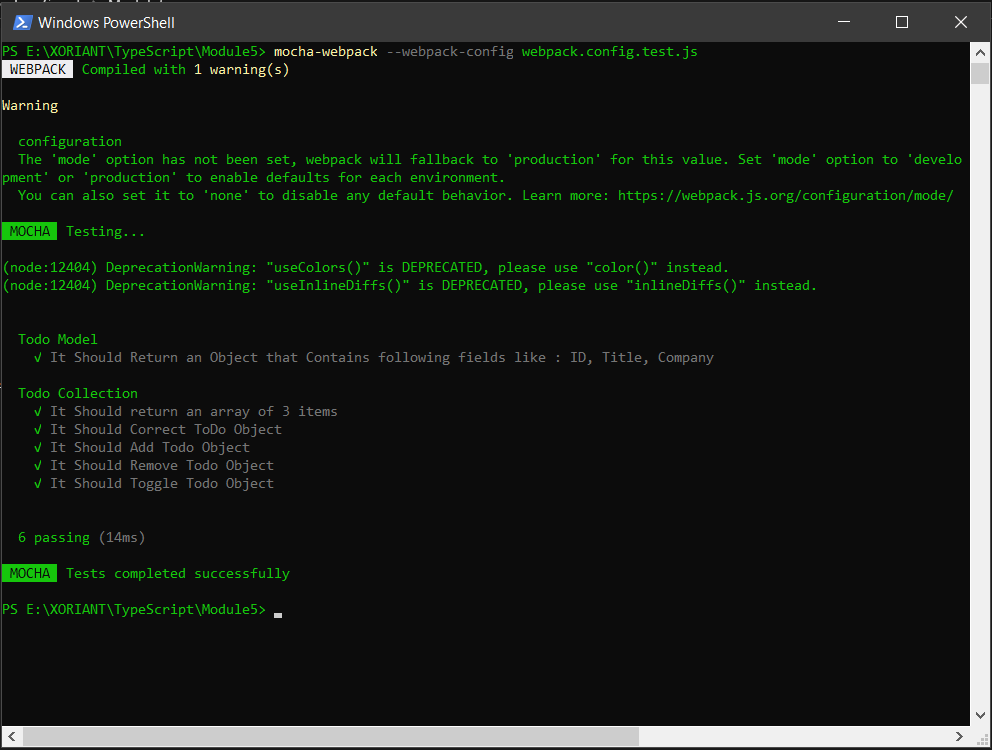 Windows PowerShell
PS E:\XORIANT\TypeScript\Module5> mocha-webpack --webpack-config webpack.config.test.js
WEBPACK Compiled with 1 warning(s)
Warning
configuration
The 'mode' option has not been set, webpack will fallback to 'production' for this value. Set 'mode' option to 'develo
pment' or 'production' to enable defaults for each environment.
You can also set it to 'none' to disable any default behavior. Learn more: https://webpack.js.org/configuration/mode/
MOCHA Testing...
(node:12404) DeprecationWarning: "useColors()" is DEPRECATED, please use "color()" instead.
(node:12404) DeprecationWarning: "useInlineDiffs()" is DEPRECATED, please use "inlineDiffs()" instead.
Todo Model
√ It Should Return an Object that Contains following fields like : ID, Title, Company
Todo Collection
√ It Should return an array of 3 items
√ It Should Correct ToDo Object
√ It Should Add Todo Object
√ It Should Remove Todo Object
√ It Should Toggle Todo Object
6 passing (14ms)
MOCHA Tests completed successfully
PS E:\XORIANT\TypeScript\Module5>